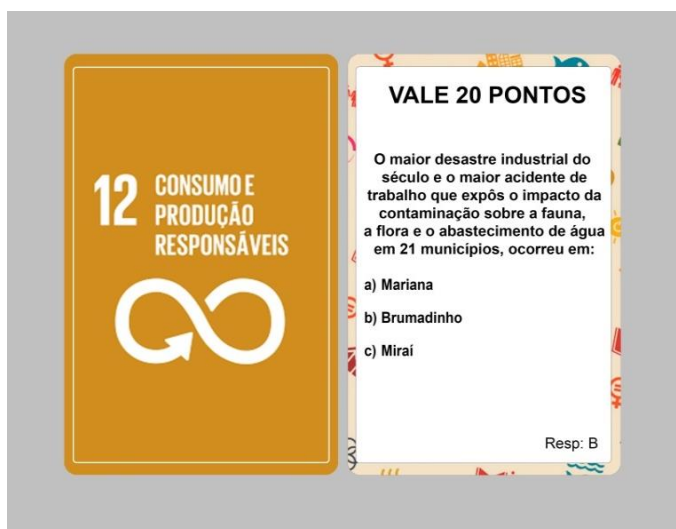 12 CONSUMO E
PRODUÇÃO
RESPONSÁVEIS
VALE 20 PONTOS
O maior desastre industrial do
século e o maior acidente de
trabalho que expôs o impacto da
contaminação sobre a fauna,
a flora e o abastecimento de água
em 21 municípios, ocorreu em:
a) Mariana
b) Brumadinho
c) Miraí
Resp: B